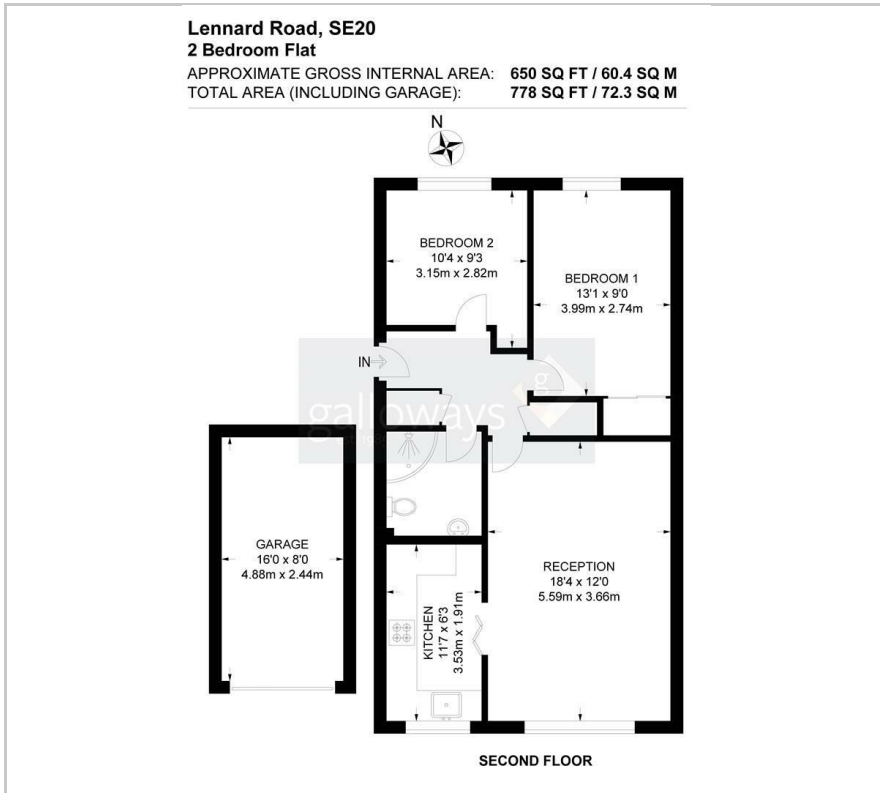 Lennard Road, SE20
2 Bedroom Flat
APPROXIMATE GROSS INTERNAL AREA: 650 SQ FT / 60.4 SQ M
TOTAL AREA (INCLUDING GARAGE): 778 SQ FT / 72.3 SQ M
N
BEDROOM 2
10'4 x 9'3
3.15m x 2.82m
BEDROOM 1
13'1 x 9'0
3.99m x 2.74m
IN
galloways
g
GARAGE
16'0 x 8'0
4.88m x 2.44m
RECEPTION
18'4 x 12'0
5.59m x 3.66m
KITCHEN
11'7 x 6'3
3.53m x 1.91m
SECOND FLOOR